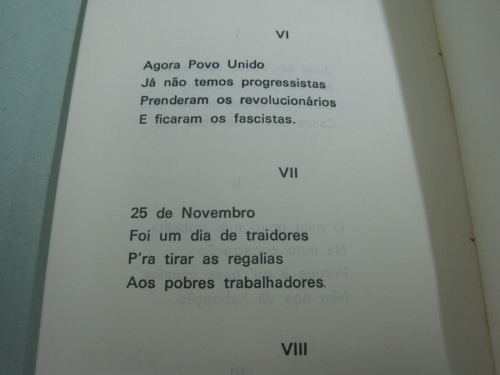 VI
Agora Povo Unido
Já não temos progressistas
Prenderam os revolucionários
E ficaram os fascistas.
VII
25 de Novembro
Foi um dia de traidores
P'ra tirar as regalias
Aos pobres trabalhadores.
VIII